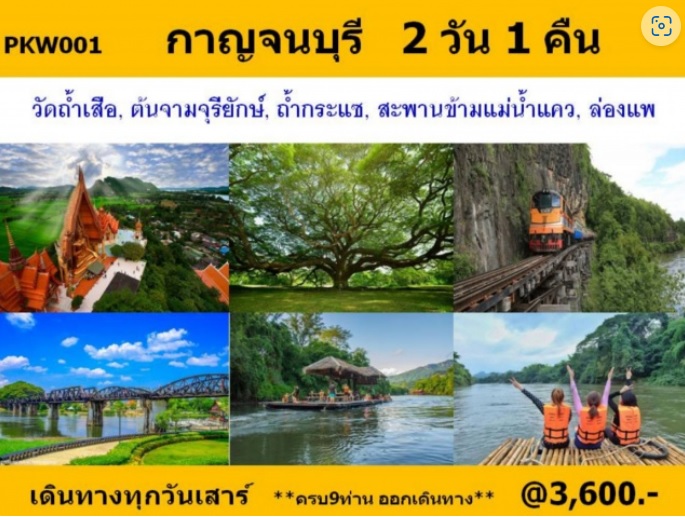 PKW001 กาญจนบุรี 2 วัน 1 คืน
วัดถ้ำเสือ, ต้นจามจุรียักษ์, ถ้ำกระแซ, สะพานข้ามแม่น้ำแคว, ล่องแพ
เดินทางทุกวันเสาร์ **ครบ9ท่าน ออกเดินทาง** @3,600.-